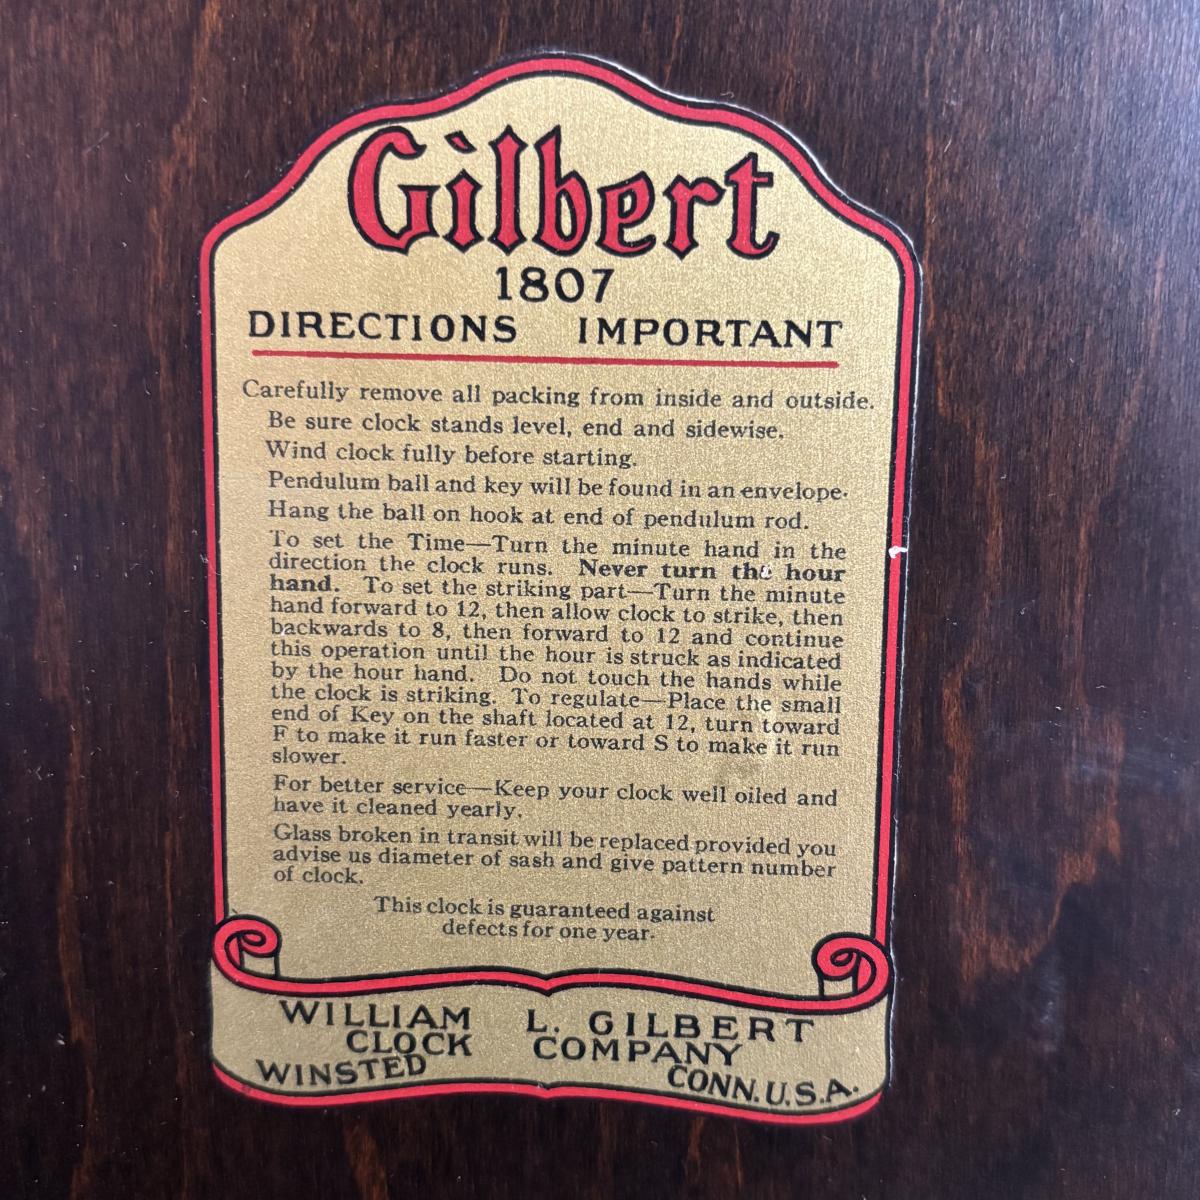 Gilbert
1807
DIRECTIONS IMPORTANT
Carefully remove all packing from inside and outside.
Be sure clock stands level, end and sidewise.
Wind clock fully before starting.
Pendulum ball and key will be found in an envelope.
Hang the ball on hook at end of pendulum rod.
To set the Time—Turn the minute hand in the
direction the clock runs. Never turn the hour
hand. To set the striking part—Turn the minute
hand forward to 12, then allow clock to strike, then
backwards to 8, then forward to 12 and continue
this operation until the hour is struck as indicated
by the hour hand. Do not touch the hands while
the clock is striking. To regulate—Place the small
end of Key on the shaft located at 12, turn toward
F to make it run faster or toward S to make it run
slower.
For better service—Keep your clock well oiled and
have it cleaned yearly.
Glass broken in transit will be replaced provided you
advise us diameter of sash and give pattern number
of clock.
This clock is guaranteed against
defects for one year.
WILLIAM L. GILBERT
CLOCK COMPANY
WINSTED CONN. U.S.A.